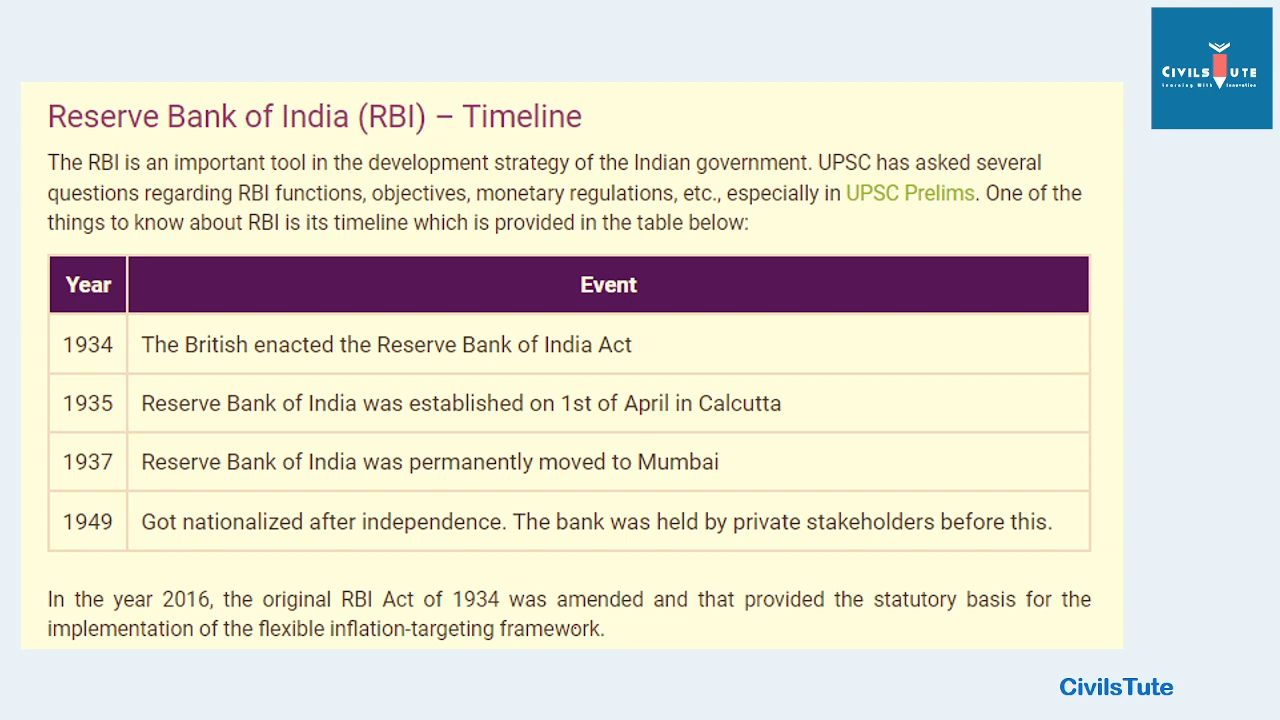 CIVILS UTE
Learning With Innovation
Reserve Bank of India (RBI) – Timeline
The RBI is an important tool in the development strategy of the Indian government. UPSC has asked several
questions regarding RBI functions, objectives, monetary regulations, etc., especially in UPSC Prelims. One of the
things to know about RBI is its timeline which is provided in the table below:
Year Event
1934 The British enacted the Reserve Bank of India Act
1935 Reserve Bank of India was established on 1st of April in Calcutta
1937 Reserve Bank of India was permanently moved to Mumbai
1949 Got nationalized after independence. The bank was held by private stakeholders before this.
In the year 2016, the original RBI Act of 1934 was amended and that provided the statutory basis for the
implementation of the flexible inflation-targeting framework.
CivilsTute